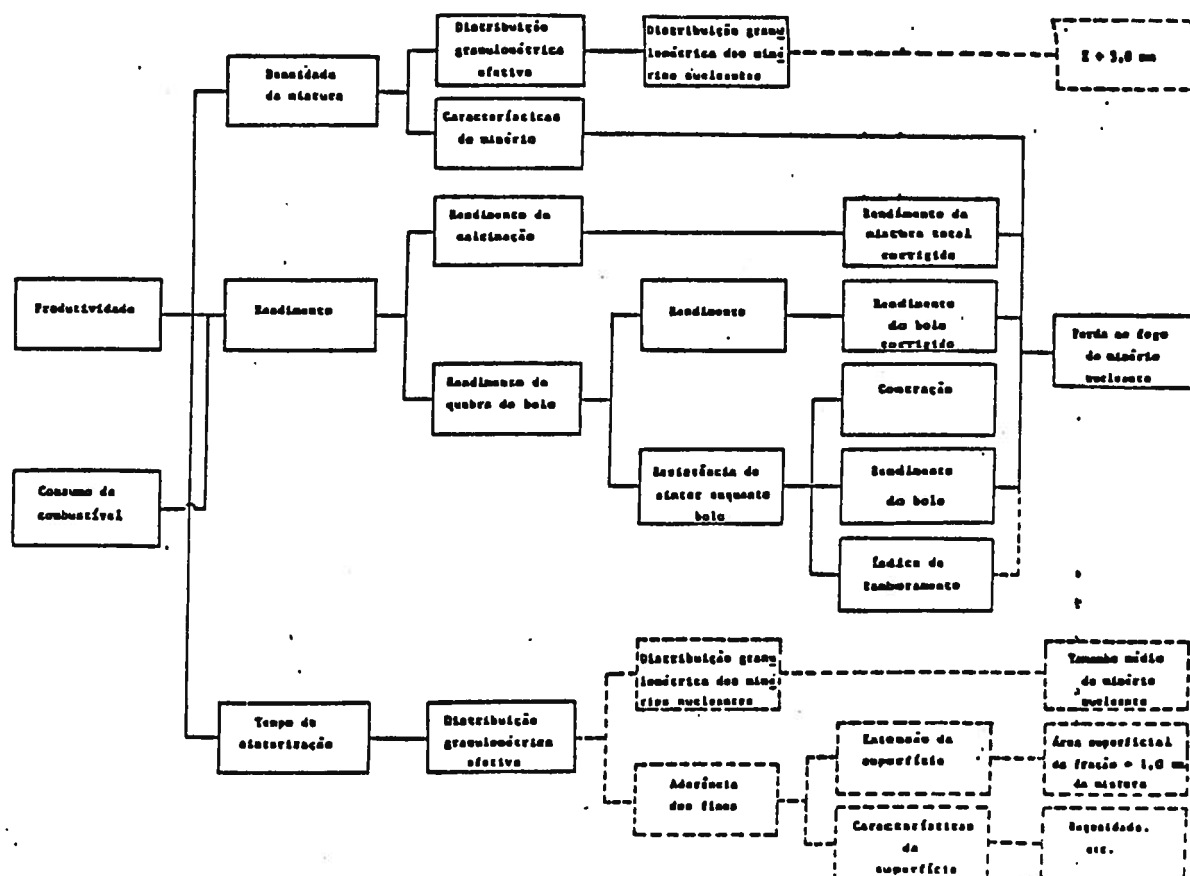 Distribuição
granulométrica
efetiva
Distribuição granu
lométrica dos miné
rios nucleantes
% + 3,0 mm
Densidade
da mistura
Características
do minério
Rendimento da
calcinação
Rendimento da
mistura total
corrigido
Produtividade
Rendimento
Rendimento
Rendimento
do bolo
corrigido
Perda ao fogo
do minério
nucleante
Rendimento da
quebra do bolo
Contração
Consumo de
combustível
Resistência do
sinter enquanto
bolo
Rendimento
do bolo
Índice de
tamboramento
Distribuição granu
lométrica dos miné
rios nucleantes
Tamanho médio
do minério
nucleante
Tempo de
sinterização
Distribuição
granulométrica
efetiva
Extensão da
superfície
Área superficial
da fração + 1,0 mm
da mistura
Aderência
dos finos
Características
da
superfície
Rugosidade.
etc.